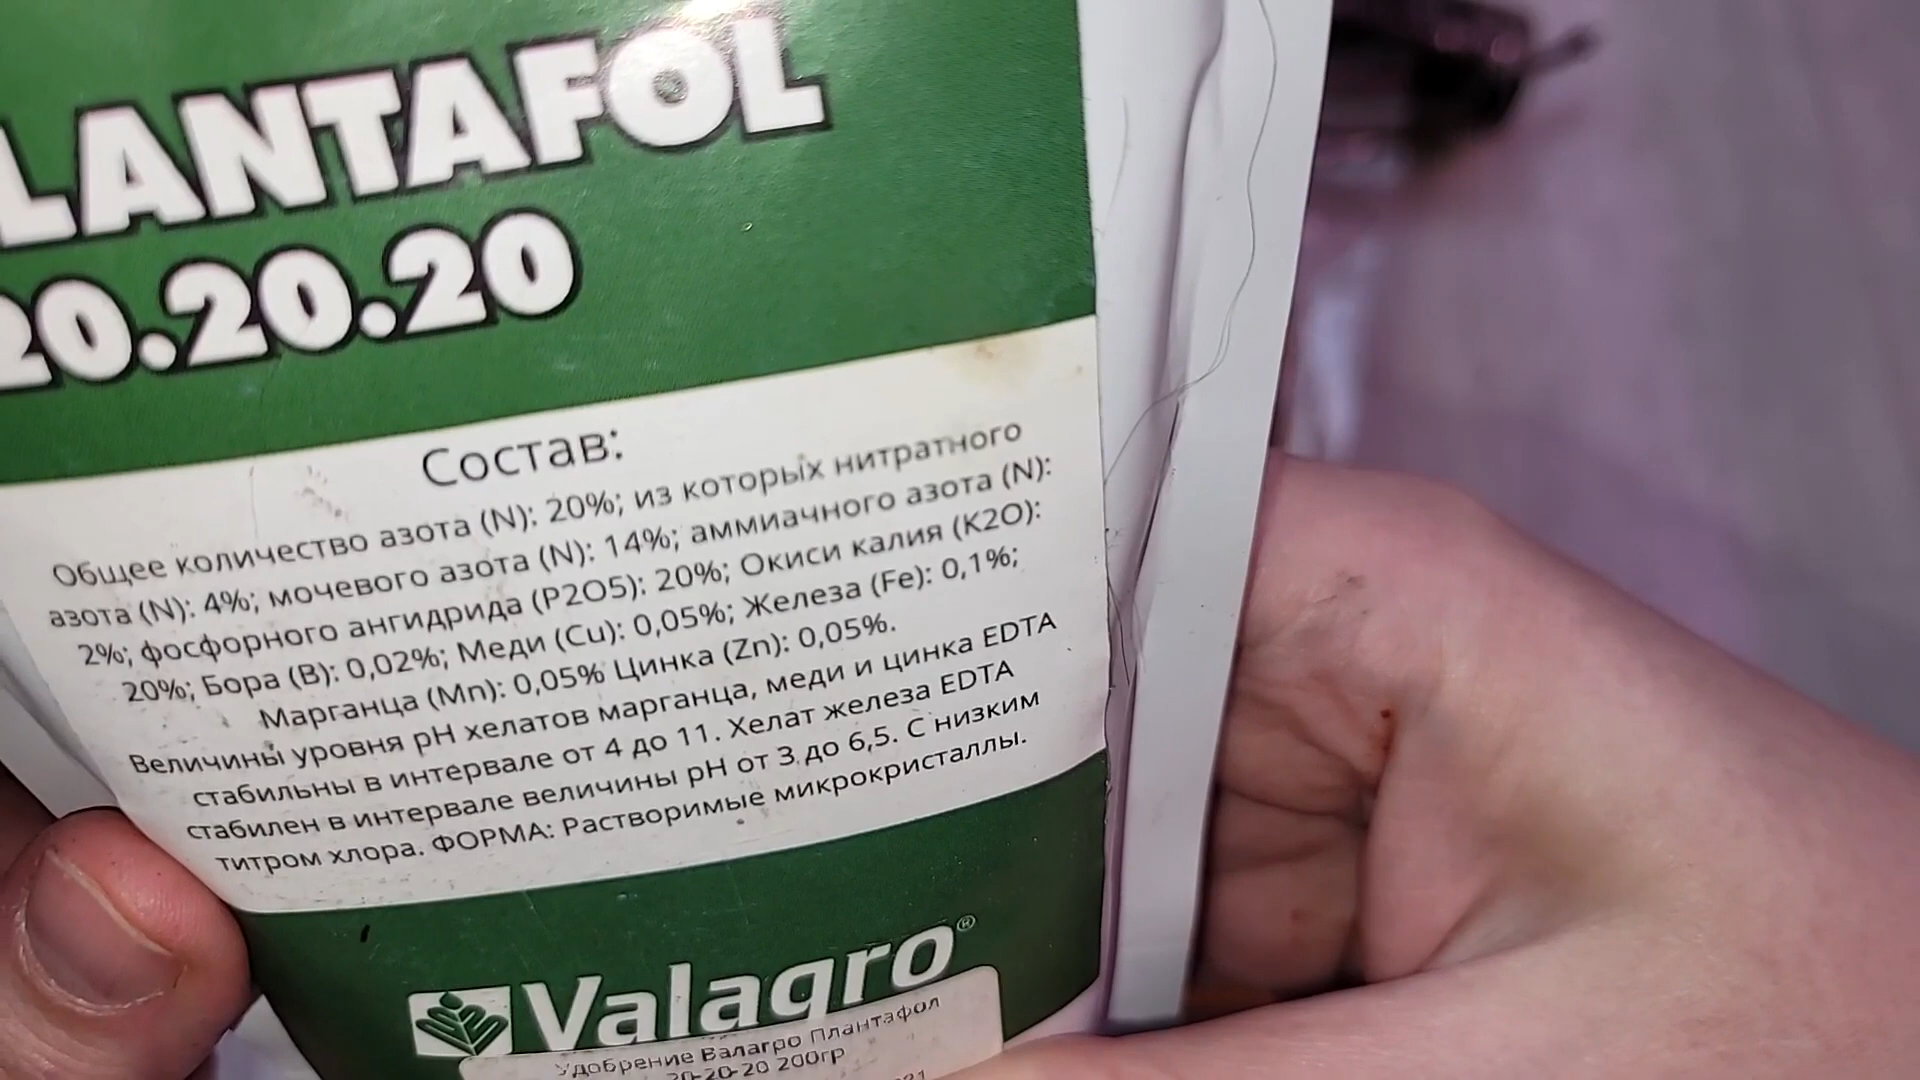 LANTAFOL
20.20.20
Состав:
Общее количество азота (N): 20%; из которых нитратного
азота (N): 4%; мочевого азота (N): 14%; аммиачного азота (N):
2%; фосфорного ангидрида (P2O5): 20%; Окиси калия (K2O):
20%; Бора (B): 0,02%; Меди (Cu): 0,05%; Железа (Fe): 0,1%;
Марганца (Mn): 0,05% Цинка (Zn): 0,05%.
Величины уровня pH хелатов марганца, меди и цинка EDTA
стабильны в интервале от 4 до 11. Хелат железа EDTA
стабилен в интервале величины pH от 3 до 6,5. С низким
титром хлора. ФОРМА: Растворимые микрокристаллы.
Valagro®
Удобрение Валагро Плантафол
20-20-20 200гр